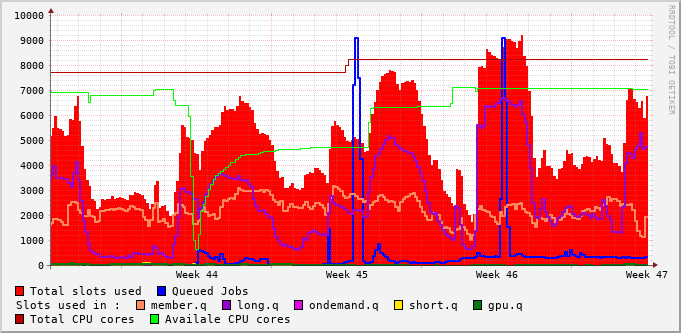 10000
9000
8000
7000
6000
5000
4000
3000
2000
1000
0
Week 44 Week 45 Week 46 Week 47
RRDTOOL / TOBI OETIKER
Total slots used Queued Jobs
Slots used in : member.q long.q ondemand.q short.q gpu.q
Total CPU cores Availale CPU cores